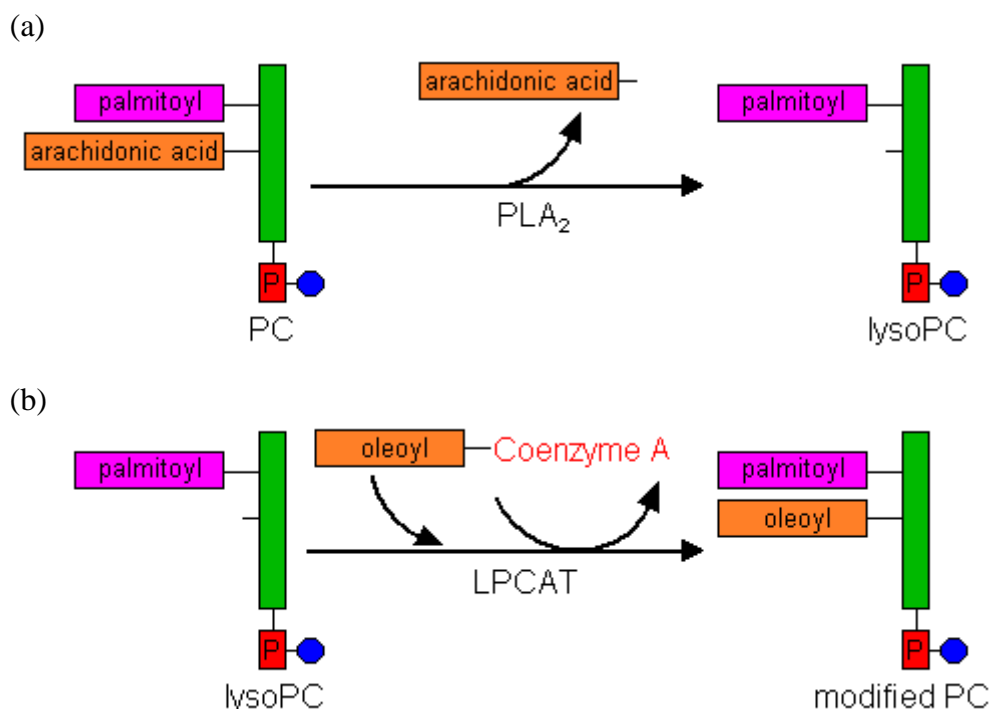 (a)
palmitoyl
arachidonic acid
arachidonic acid
palmitoyl
PLA₂
P
P
PC
lysoPC
(b)
palmitoyl
oleoyl
Coenzyme A
palmitoyl
oleoyl
LPCAT
P
P
lysoPC
modified PC